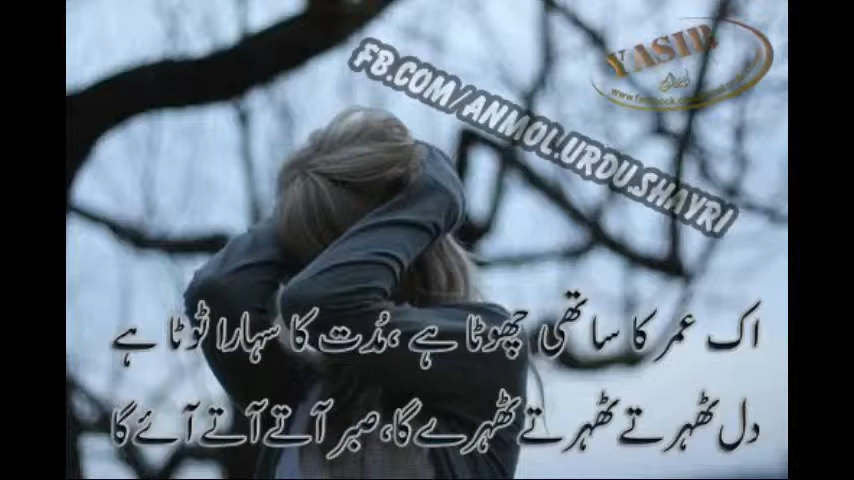 YASIR
FB.COM/ANMOL.URDU.SHAYRI
اک عمر کا ساتھی چھوٹا ہے ،مُدت کا سہارا ٹوٹا ہے
دل ٹھہرتے ٹھہرتے ٹھہرے گا،صبر آتے آتے آئے گا